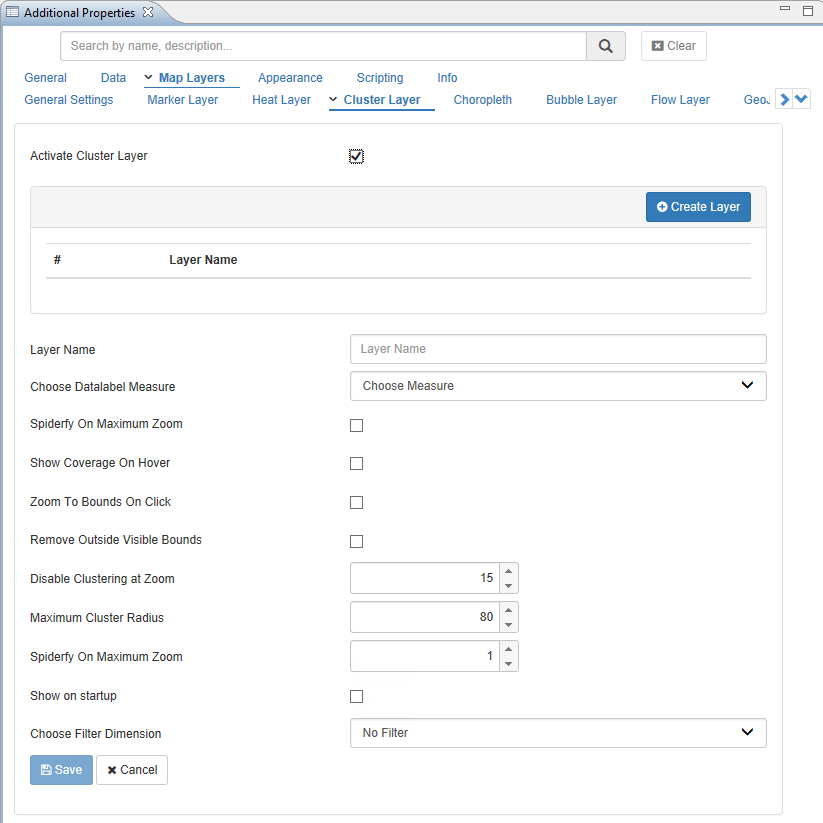 Additional Properties
Search by name, description...
Clear
General Data Map Layers Appearance Scripting Info
General Settings Marker Layer Heat Layer Cluster Layer Choropleth Bubble Layer Flow Layer GeoJ
Activate Cluster Layer
Create Layer
# Layer Name
Layer Name Layer Name
Choose Datalabel Measure Choose Measure
Spiderfy On Maximum Zoom
Show Coverage On Hover
Zoom To Bounds On Click
Remove Outside Visible Bounds
Disable Clustering at Zoom 15
Maximum Cluster Radius 80
Spiderfy On Maximum Zoom 1
Show on startup
Choose Filter Dimension No Filter
Save Cancel